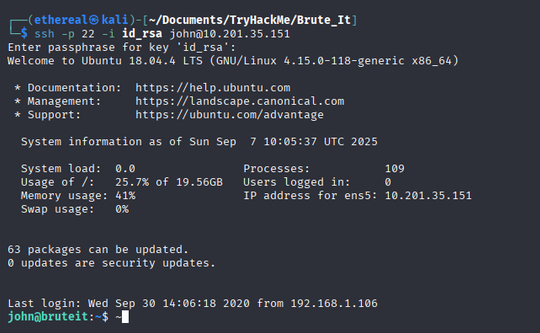 ┌──(ethereal㉿kali)-[~/Documents/TryHackMe/Brute_It]
└─$ ssh -p 22 -i id_rsa john@10.201.35.151
Enter passphrase for key 'id_rsa':
Welcome to Ubuntu 18.04.4 LTS (GNU/Linux 4.15.0-118-generic x86_64)

 * Documentation:  https://help.ubuntu.com
 * Management:     https://landscape.canonical.com
 * Support:        https://ubuntu.com/advantage

  System information as of Sun Sep  7 10:05:37 UTC 2025

  System load:  0.0                Processes:           109
  Usage of /:   25.7% of 19.56GB   Users logged in:     0
  Memory usage: 41%                IP address for ens5: 10.201.35.151
  Swap usage:   0%

63 packages can be updated.
0 updates are security updates.

Last login: Wed Sep 30 14:06:18 2020 from 192.168.1.106
john@bruteit:~$ ~